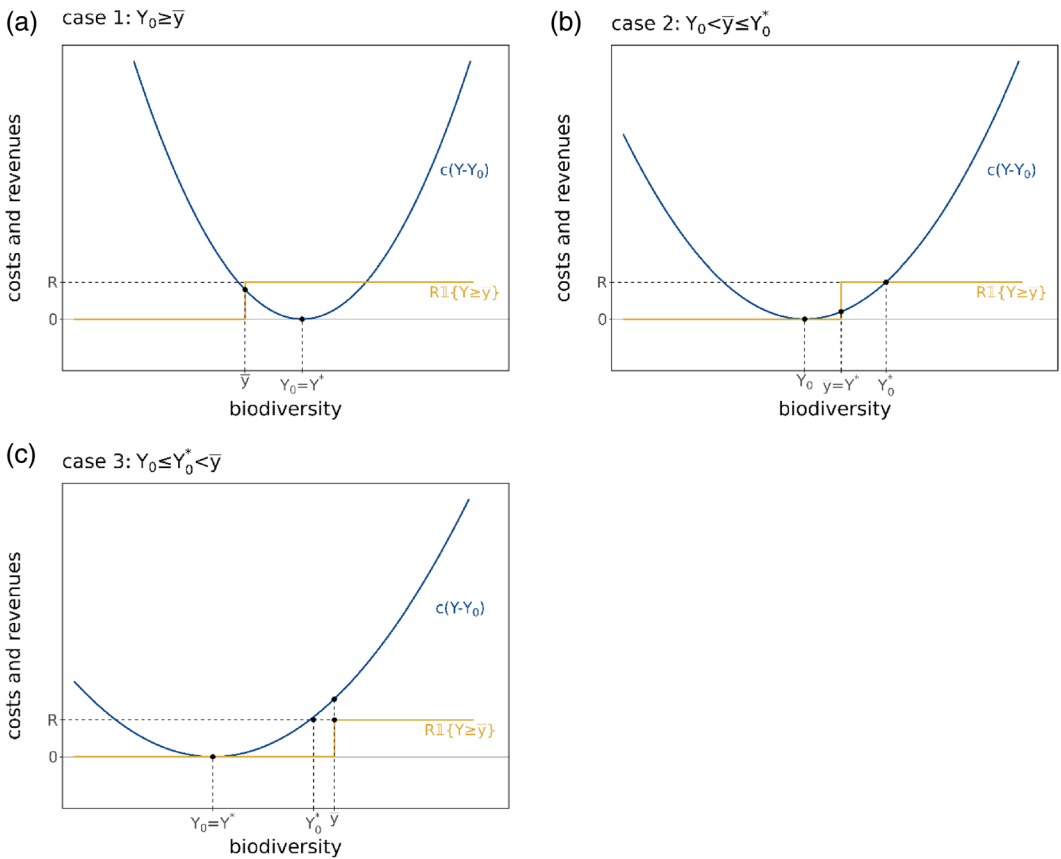 (a) case 1: Y₀≥ȳ
costs and revenues
c(Y-Y₀)
R
R𝟙{Y≥y}
0
ȳ
Y₀=Y*
biodiversity
(b) case 2: Y₀<ȳ≤Y₀*
costs and revenues
c(Y-Y₀)
R
R𝟙{Y≥y}
0
Y₀
y=Y*
Y₀*
biodiversity
(c) case 3: Y₀≤Y₀*<ȳ
costs and revenues
c(Y-Y₀)
R
R𝟙{Y≥ȳ}
0
Y₀=Y*
Y₀*
ȳ
biodiversity